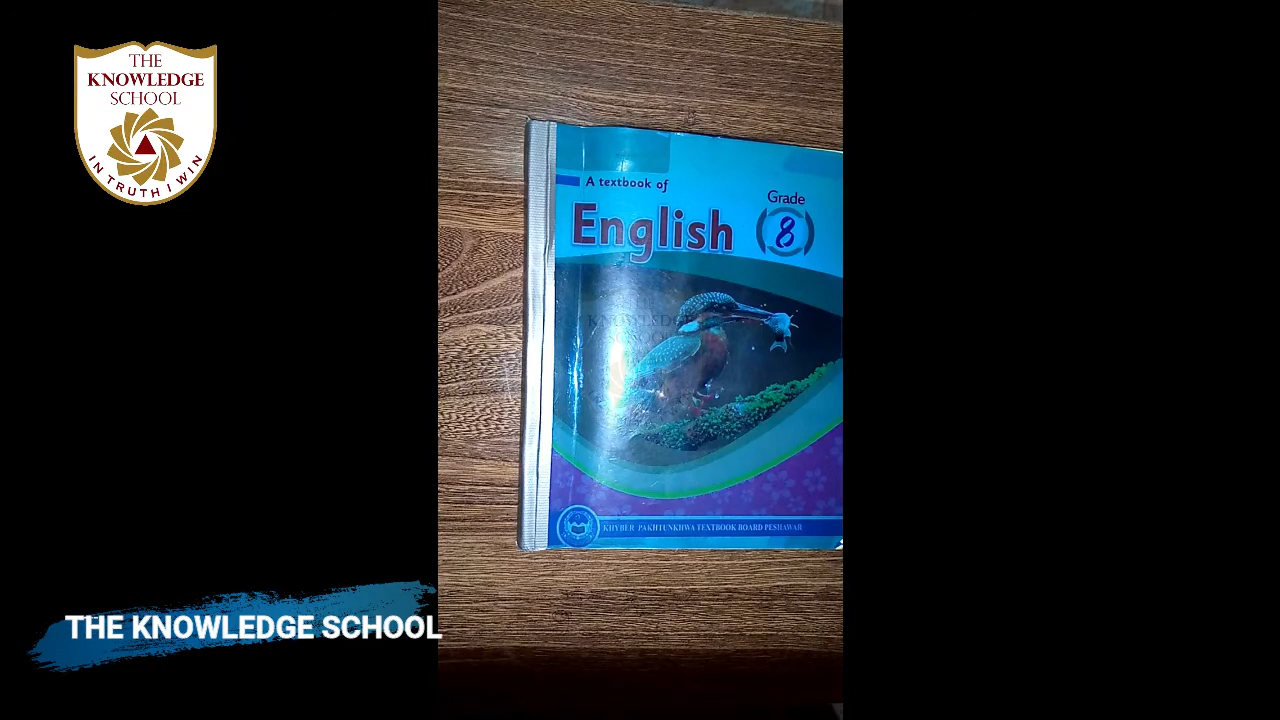 THE
KNOWLEDGE
SCHOOL
IN TRUTH I WIN
A textbook of
English
Grade
8
KHYBER PAKHTUNKHWA TEXTBOOK BOARD PESHAWAR
THE KNOWLEDGE SCHOOL